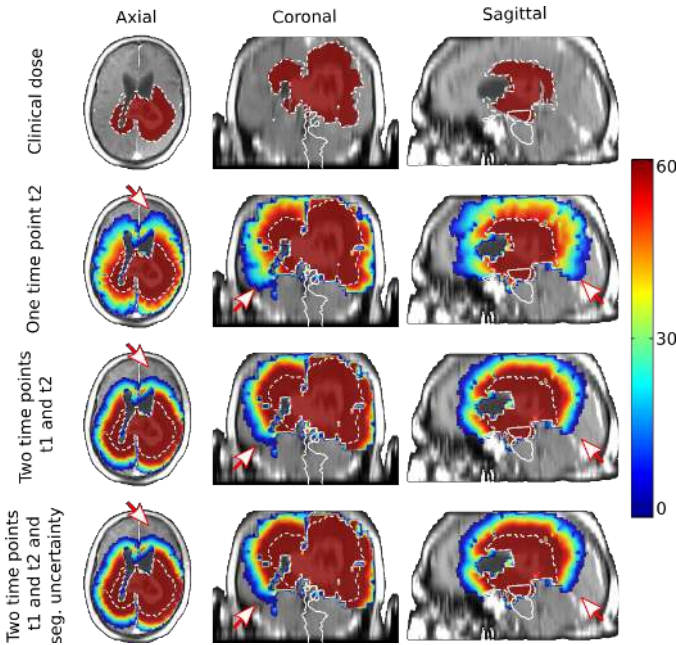 Axial
Coronal
Sagittal
Clinical dose
One time point t2
Two time points
t1 and t2
Two time points
t1 and t2 and
seg. uncertainty
60
30
0